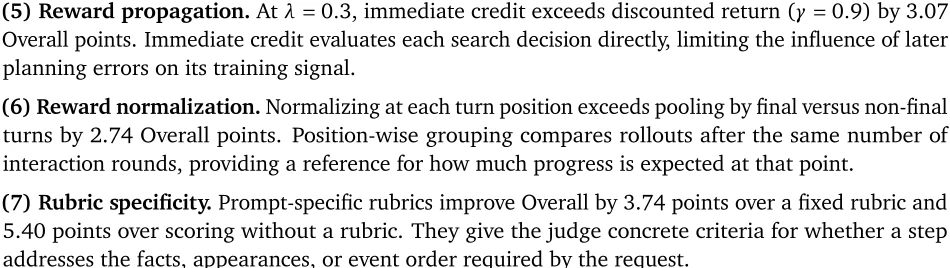 (5) Reward propagation. At λ = 0.3, immediate credit exceeds discounted return (γ = 0.9) by 3.07
Overall points. Immediate credit evaluates each search decision directly, limiting the influence of later
planning errors on its training signal.
(6) Reward normalization. Normalizing at each turn position exceeds pooling by final versus non-final
turns by 2.74 Overall points. Position-wise grouping compares rollouts after the same number of
interaction rounds, providing a reference for how much progress is expected at that point.
(7) Rubric specificity. Prompt-specific rubrics improve Overall by 3.74 points over a fixed rubric and
5.40 points over scoring without a rubric. They give the judge concrete criteria for whether a step
addresses the facts, appearances, or event order required by the request.